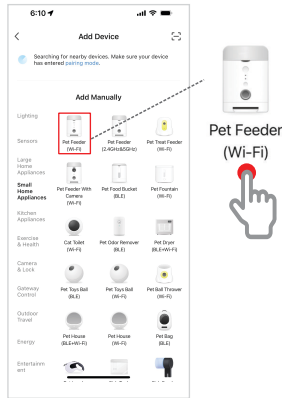 6:10
Add Device
Searching for nearby devices. Make sure your device
has entered pairing mode.
Add Manually
Lighting
Sensors
Large
Home
Appliances
Small
Home
Appliances
Kitchen
Appliances
Exercise
& Health
Camera
& Lock
Gateway
Control
Outdoor
Travel
Energy
Entertainm
ent
Pet Feeder
(Wi-Fi)
Pet Feeder
(2.4GHz&5GHz)
Pet Treat Feeder
(Wi-Fi)
Pet Feeder With
Camera
(Wi-Fi)
Pet Food Bucket
(BLE)
Pet Fountain
(Wi-Fi)
Cat Toilet
(Wi-Fi)
Pet Odor Remover
(BLE)
Pet Dryer
(BLE+Wi-Fi)
Pet Toys Ball
(BLE)
Pet Toys Ball
(Wi-Fi)
Pet Ball Thrower
(Wi-Fi)
Pet House
(BLE+Wi-Fi)
Pet House
(Wi-Fi)
Pet Bag
(BLE)
Pet Feeder
(Wi-Fi)